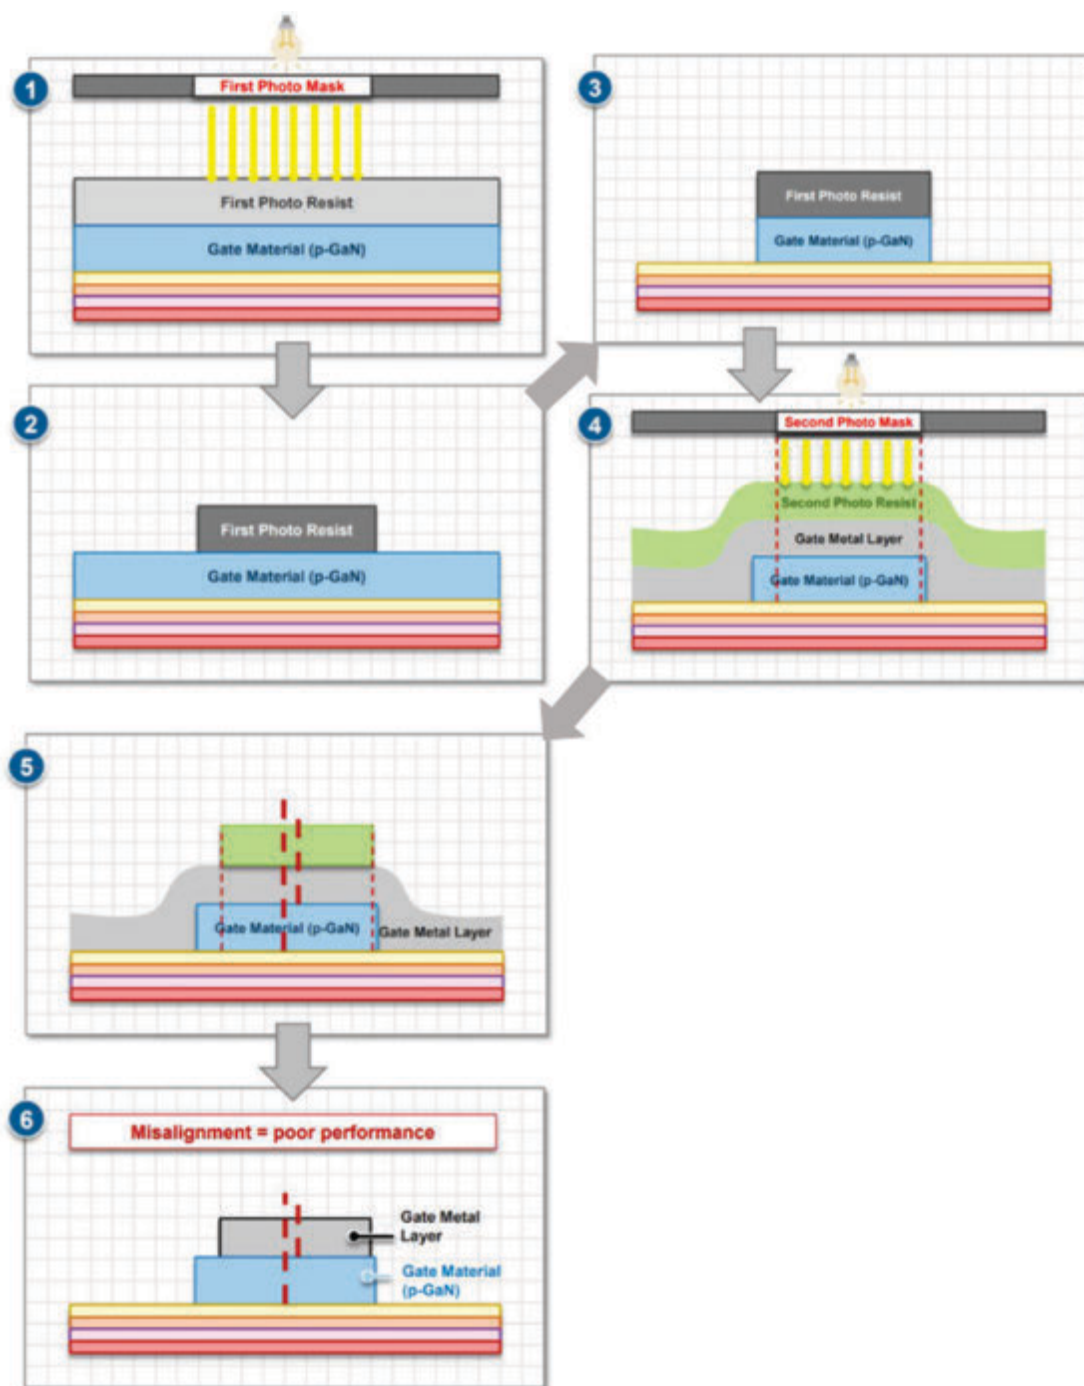 1
First Photo Mask
First Photo Resist
Gate Material (p-GaN)
2
First Photo Resist
Gate Material (p-GaN)
3
First Photo Resist
Gate Material (p-GaN)
4
Second Photo Mask
Second Photo Resist
Gate Metal Layer
Gate Material (p-GaN)
5
Gate Material (p-GaN)
Gate Metal Layer
6
Misalignment = poor performance
Gate Metal
Layer
Gate Material
(p-GaN)